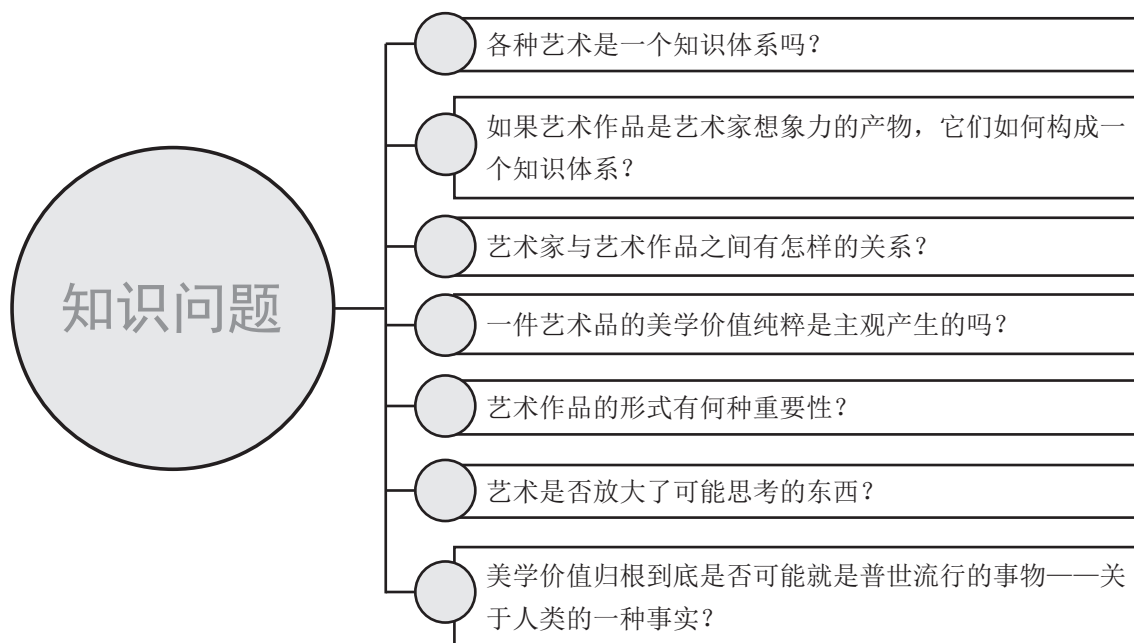 知识问题
各种艺术是一个知识体系吗？
如果艺术作品是艺术家想象力的产物，它们如何构成一
个知识体系？
艺术家与艺术作品之间有怎样的关系？
一件艺术品的美学价值纯粹是主观产生的吗？
艺术作品的形式有何种重要性？
艺术是否放大了可能思考的东西？
美学价值归根到底是否可能就是普世流行的事物——关
于人类的一种事实？